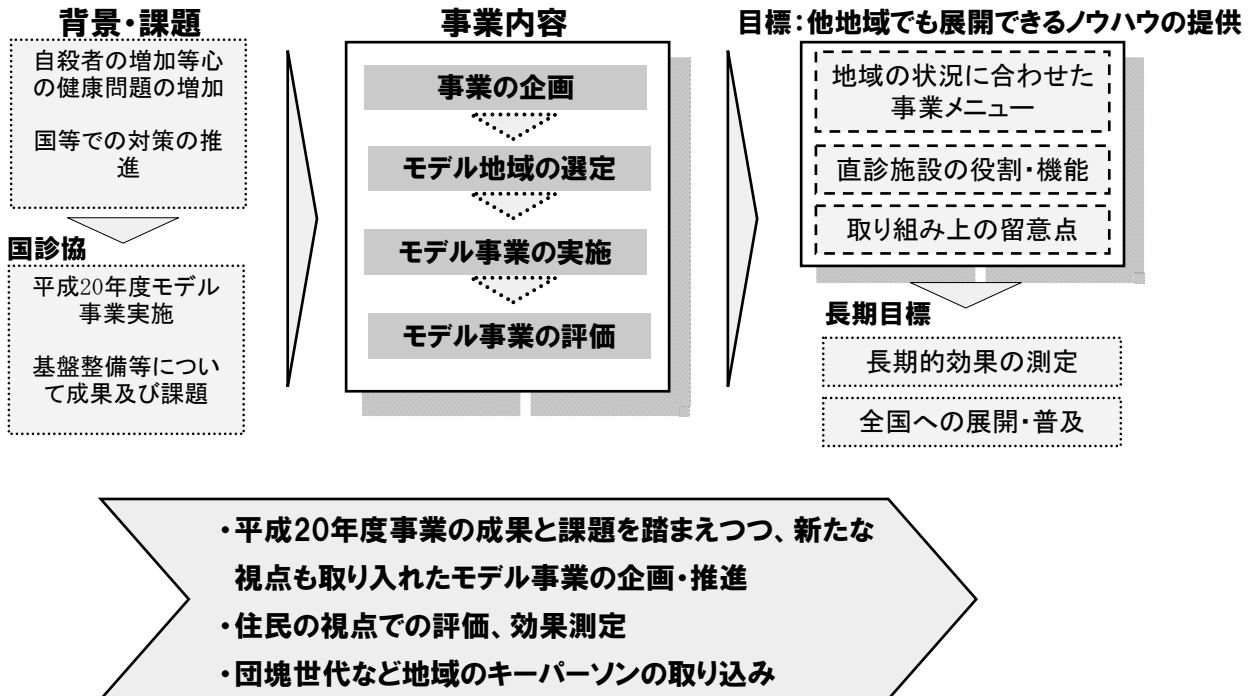 背景・課題
自殺者の増加等心
の健康問題の増加
国等での対策の推
進
国診協
平成20年度モデル
事業実施
基盤整備等につい
て成果及び課題
事業内容
事業の企画
モデル地域の選定
モデル事業の実施
モデル事業の評価
目標：他地域でも展開できるノウハウの提供
地域の状況に合わせた
事業メニュー
直診施設の役割・機能
取り組み上の留意点
長期目標
長期的効果の測定
全国への展開・普及
・平成20年度事業の成果と課題を踏まえつつ、新たな
視点も取り入れたモデル事業の企画・推進
・住民の視点での評価、効果測定
・団塊世代など地域のキーパーソンの取り込み